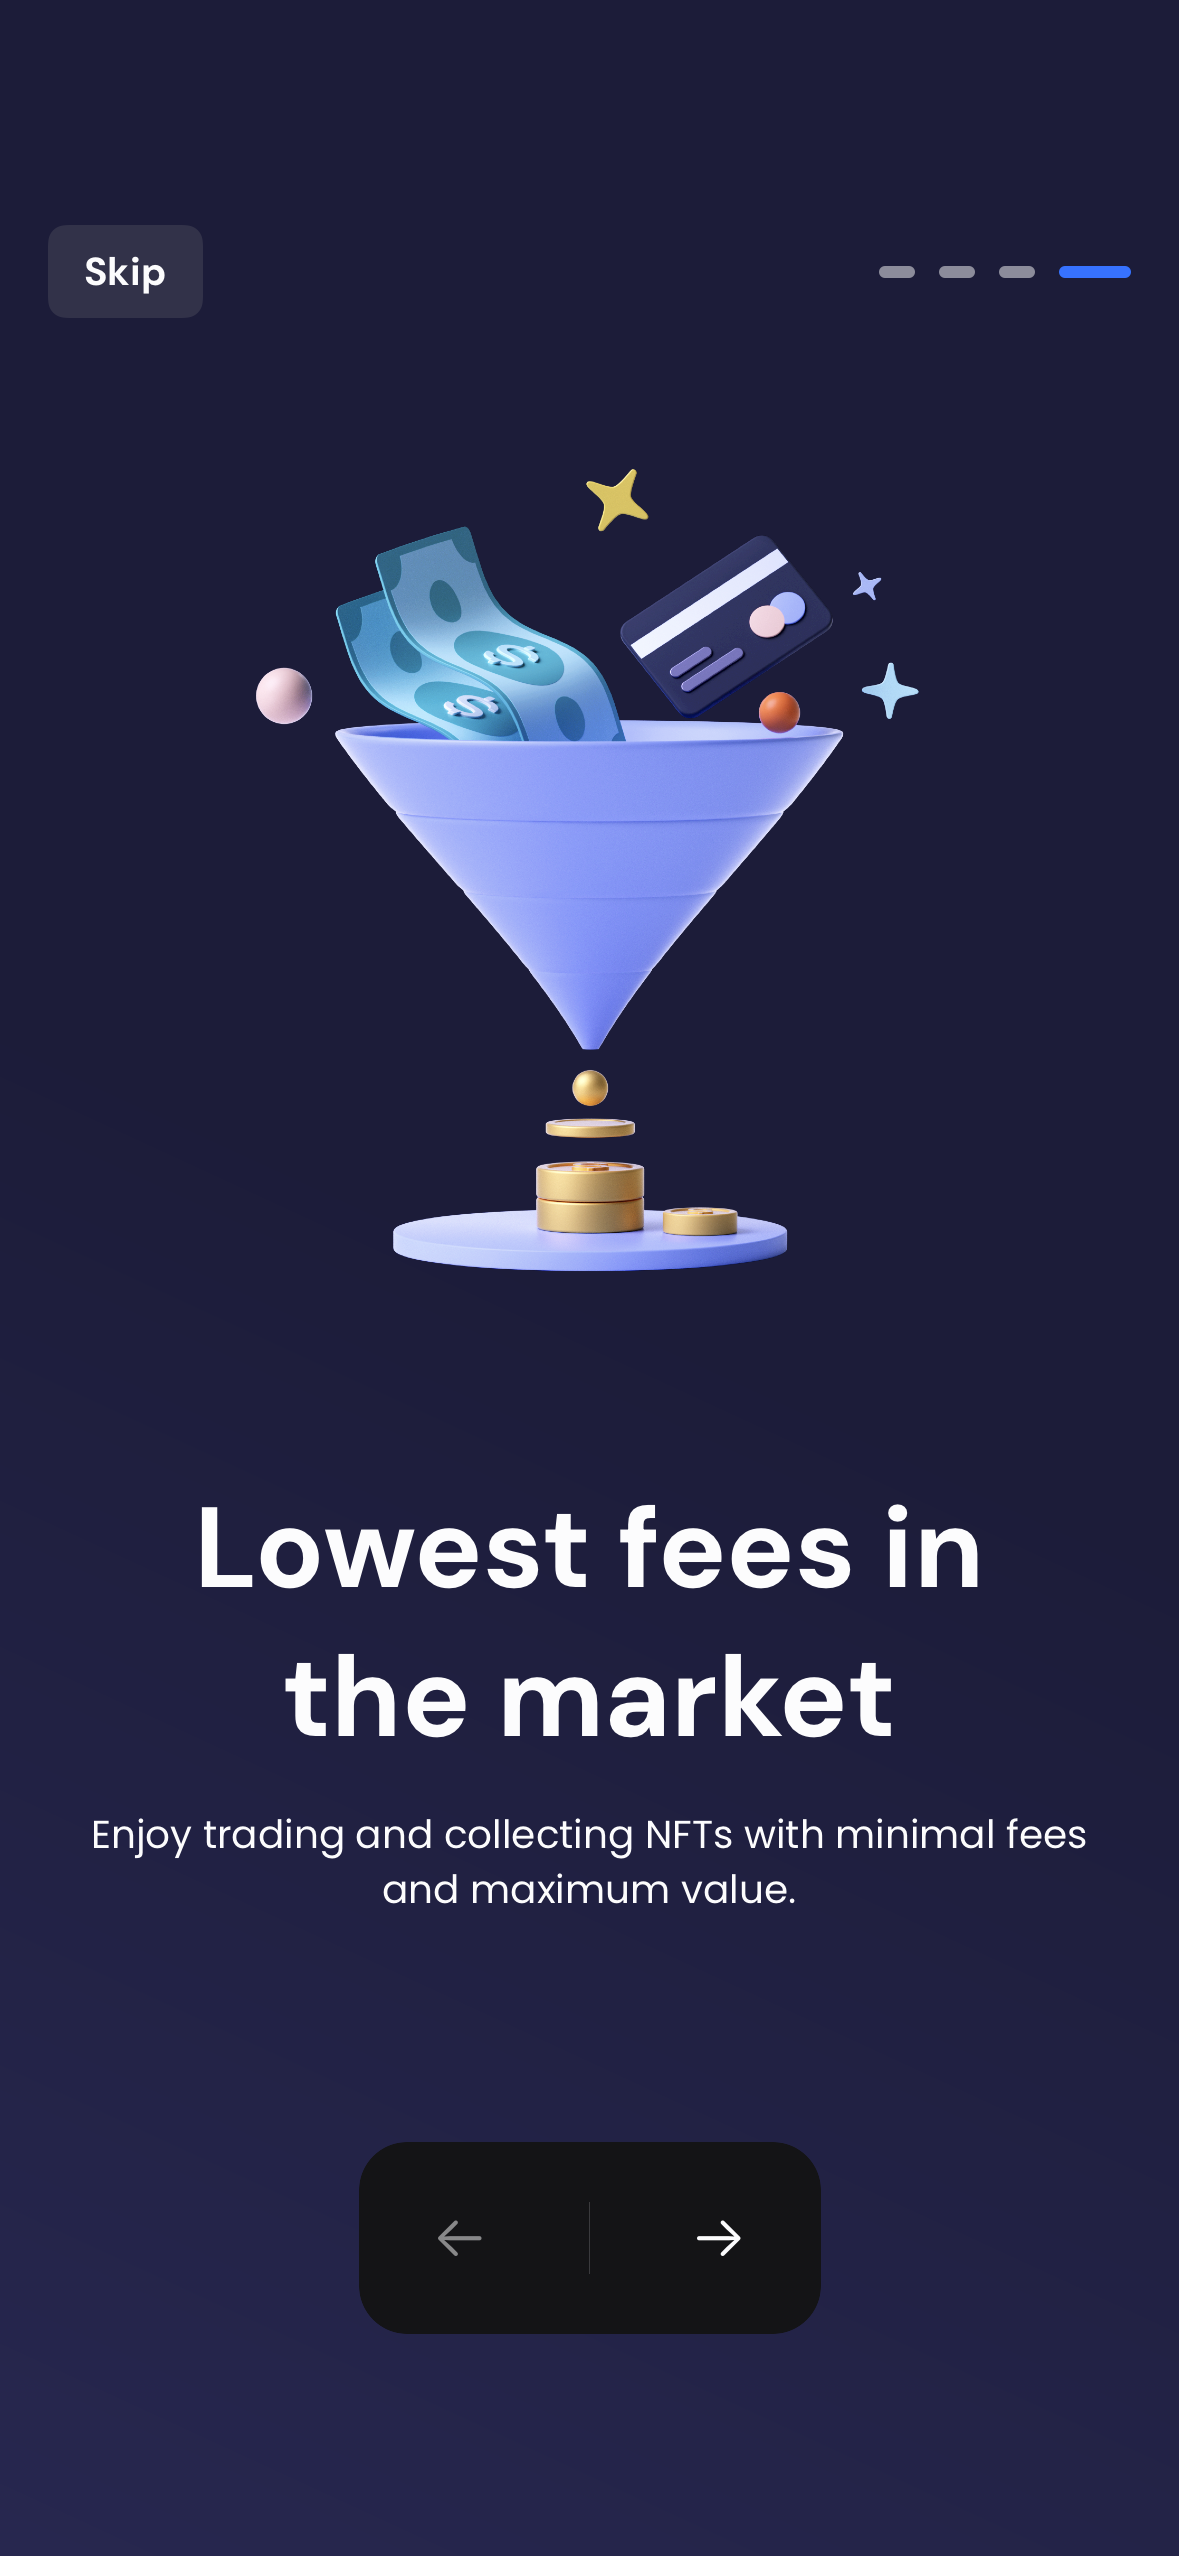 Skip
$
$
Lowest fees in
the market
Enjoy trading and collecting NFTs with minimal fees
and maximum value.